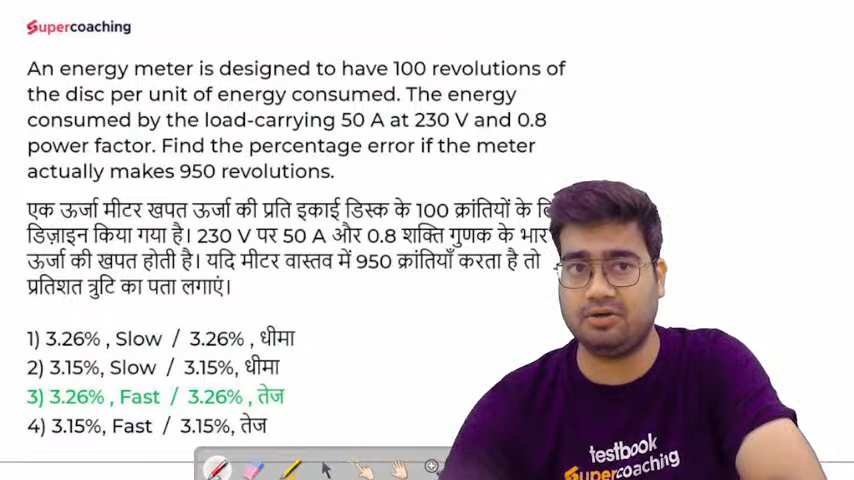 Supercoaching
An energy meter is designed to have 100 revolutions of
the disc per unit of energy consumed. The energy
consumed by the load-carrying 50 A at 230 V and 0.8
power factor. Find the percentage error if the meter
actually makes 950 revolutions.
एक ऊर्जा मीटर खपत ऊर्जा की प्रति इकाई डिस्क के 100 क्रांतियों के
डिज़ाइन किया गया है। 230 V पर 50 A और 0.8 शक्ति गुणक के भार
ऊर्जा की खपत होती है। यदि मीटर वास्तव में 950 क्रांतियाँ करता है तो
प्रतिशत त्रुटि का पता लगाएं।
1) 3.26% , Slow / 3.26% , धीमा
2) 3.15%, Slow / 3.15%, धीमा
3) 3.26% , Fast / 3.26% , तेज
4) 3.15%, Fast / 3.15%, तेज
testbook
Supercoaching